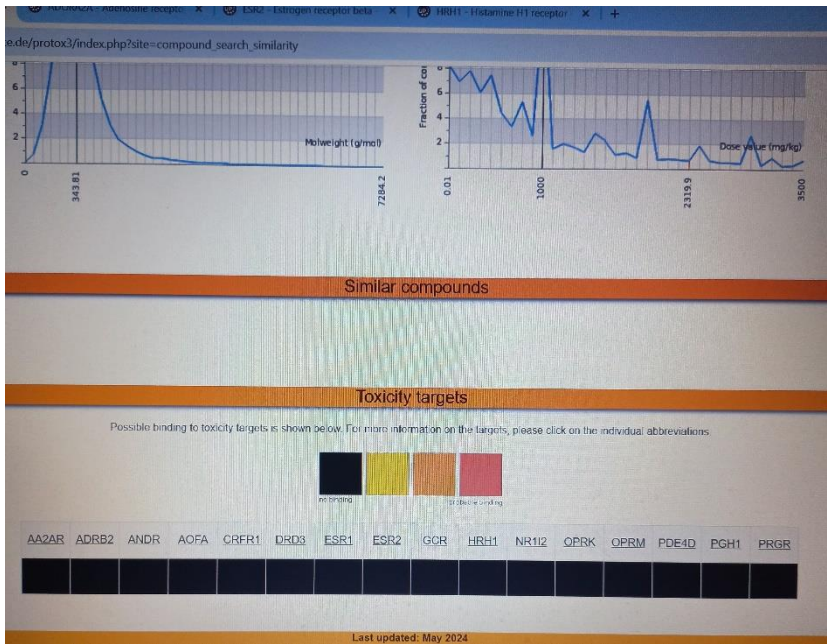 ESR2 - Estrogen receptor beta
HRH1 - Histamine H1 receptor
e.de/protox3/index.php?site=compound_search_similarity
6
4
2
Molweight (g/mol)
0
343.81
7284.2
Fraction of
6
4
2
Dose value (mg/kg)
0.01
1000
2319.9
3500
Similar compounds
Toxicity targets
Possible binding to toxicity targets is shown below. For more information on the targets, please click on the individual abbreviations
no binding
probable binding
AA2AR ADRB2 ANDR AOFA CRFR1 DRD3 ESR1 ESR2 GCR HRH1 NR1I2 OPRK OPRM PDE4D PGH1 PRGR
Last updated: May 2024